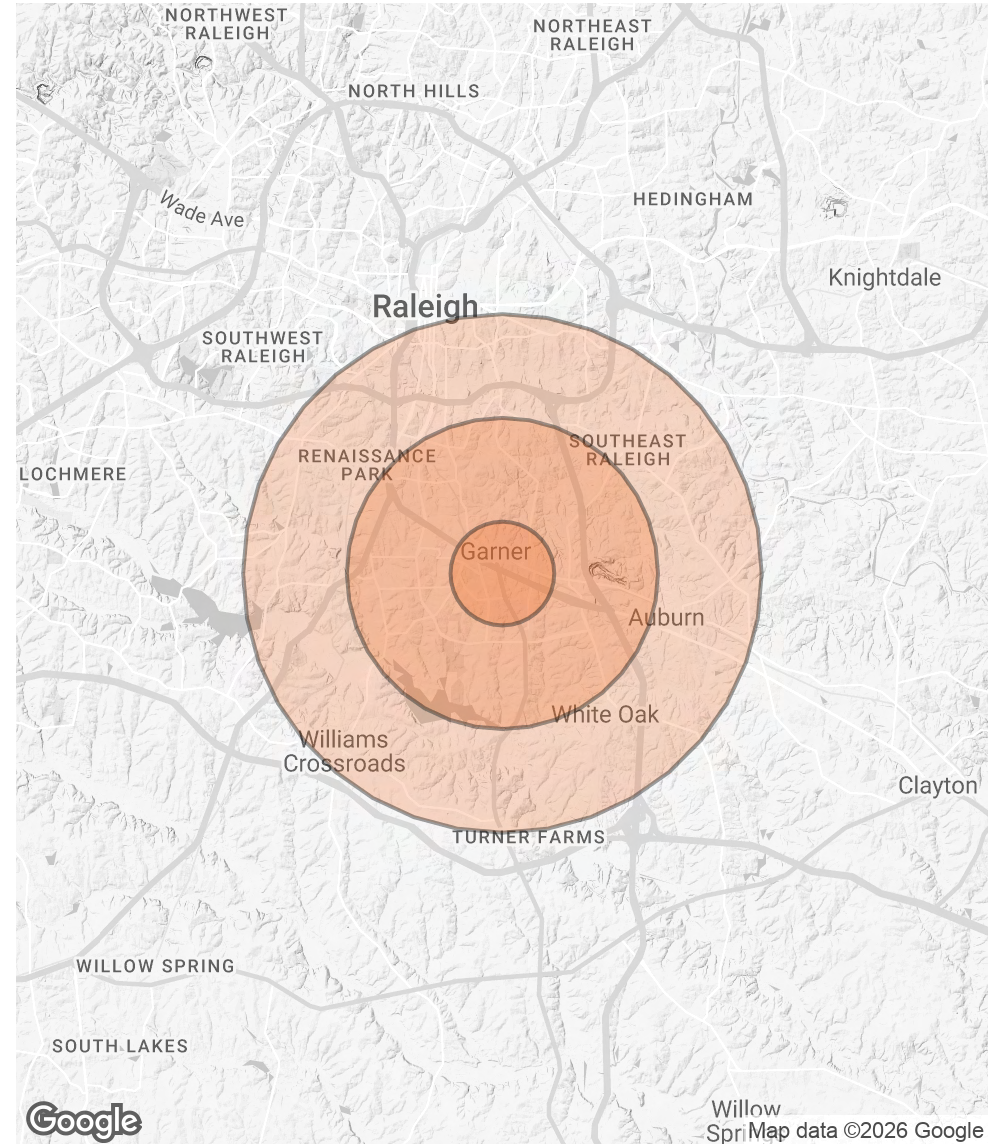 NORTHWEST
RALEIGH
NORTHEAST
RALEIGH
NORTH HILLS
Wade Ave
HEDINGHAM
Knightdale
Raleigh
SOUTHWEST
RALEIGH
SOUTHEAST
RALEIGH
RENAISSANCE
PARK
LOCHMERE
Garner
Auburn
White Oak
Williams
Crossroads
Clayton
TURNER FARMS
WILLOW SPRING
SOUTH LAKES
Willow
Google
Map data ©2026 Google